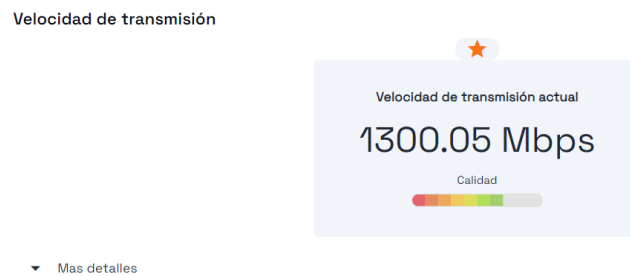 Velocidad de transmisión
Velocidad de transmisión actual
1300.05 Mbps
Calidad
Mas detalles